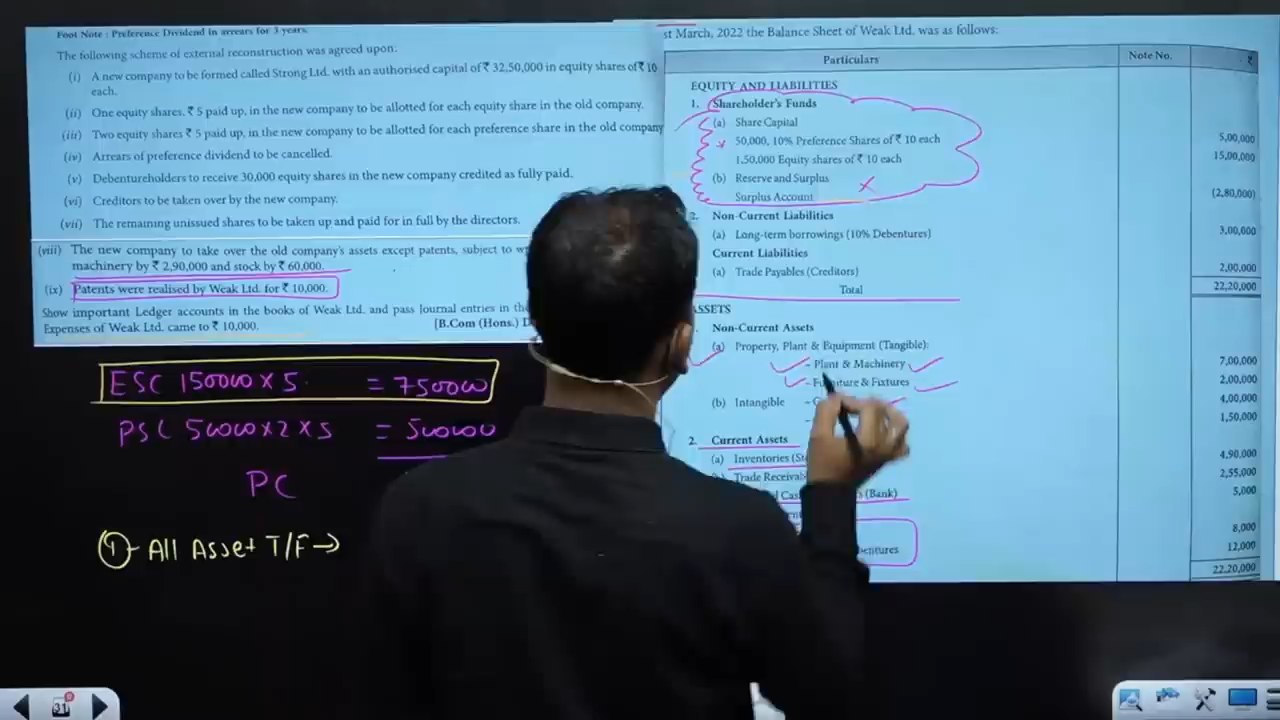 Foot Note : Preference Dividend in arrears for 3 years.
The following scheme of external reconstruction was agreed upon:
(i) A new company to be formed called Strong Ltd. with an authorised capital of ₹ 32,50,000 in equity shares of ₹ 10
each.
(ii) One equity shares, ₹ 5 paid up, in the new company to be allotted for each equity share in the old company.
(iii) Two equity shares ₹ 5 paid up, in the new company to be allotted for each preference share in the old company
(iv) Arrears of preference dividend to be cancelled.
(v) Debentureholders to receive 30,000 equity shares in the new company credited as fully paid.
(vi) Creditors to be taken over by the new company.
(vii) The remaining unissued shares to be taken up and paid for in full by the directors.
(viii) The new company to take over the old company's assets except patents, subject to
machinery by ₹ 2,90,000 and stock by ₹ 60,000.
(ix) Patents were realised by Weak Ltd. for ₹ 10,000.
Show important Ledger accounts in the books of Weak Ltd. and pass Journal entries in
Expenses of Weak Ltd. came to ₹ 10,000. [B.Com (Hons.)
ESC 150000 × 5 = 750000
PSC 50000 × 2 × 5 = 500000
PC
① - All Asset T/F →
st March, 2022 the Balance Sheet of Weak Ltd. was as follows:
Particulars Note No. ₹
EQUITY AND LIABILITIES
1. Shareholder's Funds
(a) Share Capital
50,000, 10% Preference Shares of ₹ 10 each 5,00,000
1,50,000 Equity shares of ₹ 10 each 15,00,000
(b) Reserve and Surplus
Surplus Account (2,80,000)
2. Non-Current Liabilities
(a) Long-term borrowings (10% Debentures) 3,00,000
Current Liabilities
(a) Trade Payables (Creditors) 2,00,000
Total 22,20,000
ASSETS
Non-Current Assets
(a) Property, Plant & Equipment (Tangible):
- Plant & Machinery 7,00,000
- Furniture & Fixtures 2,00,000
(b) Intangible 4,00,000
1,50,000
2. Current Assets
(a) Inventories 4,90,000
Trade 2,55,000
(Bank) 5,000
8,000
12,000
22,20,000
31